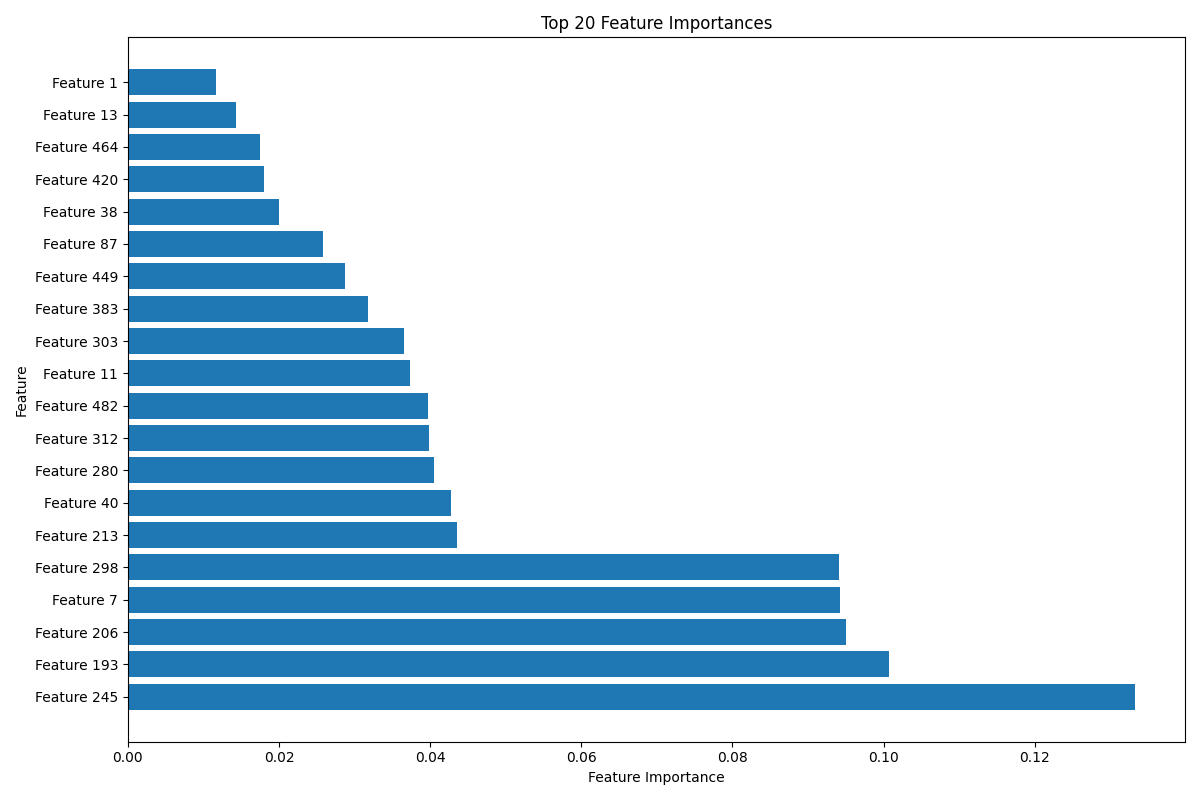 Top 20 Feature Importances
Feature
Feature 1
Feature 13
Feature 464
Feature 420
Feature 38
Feature 87
Feature 449
Feature 383
Feature 303
Feature 11
Feature 482
Feature 312
Feature 280
Feature 40
Feature 213
Feature 298
Feature 7
Feature 206
Feature 193
Feature 245
0.00 0.02 0.04 0.06 0.08 0.10 0.12
Feature Importance